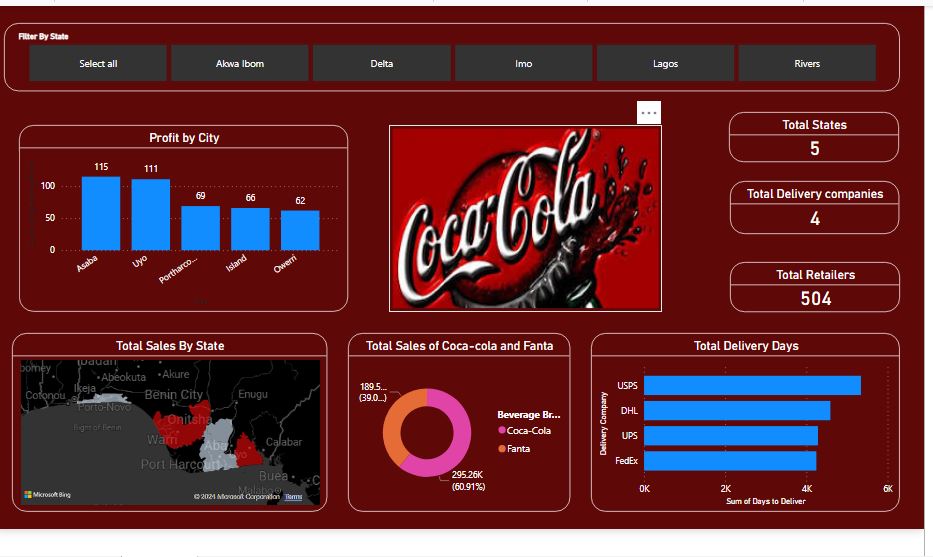 Filter By State
Select all
Akwa Ibom
Delta
Imo
Lagos
Rivers
Profit by City
100
50
0
115
111
69
66
62
Asaba
Uyo
Portharco...
Island
Owerri
Coca-Cola
Total States
5
Total Delivery companies
4
Total Retailers
504
Total Sales By State
Ibadan
Abeokuta
Akure
Cotonou
Ikeja
Porto-Novo
Benin City
Enugu
Onitsha
Bight of Benin
Warri
Aba
Calabar
Port Harcourt
Buea
Microsoft Bing
© 2024 Microsoft Corporation Terms
Total Sales of Coca-cola and Fanta
189.5...
(39.0...)
Beverage Br...
Coca-Cola
Fanta
295.26K
(60.91%)
Total Delivery Days
Delivery Company
USPS
DHL
UPS
FedEx
0K
2K
4K
6K
Sum of Days to Deliver